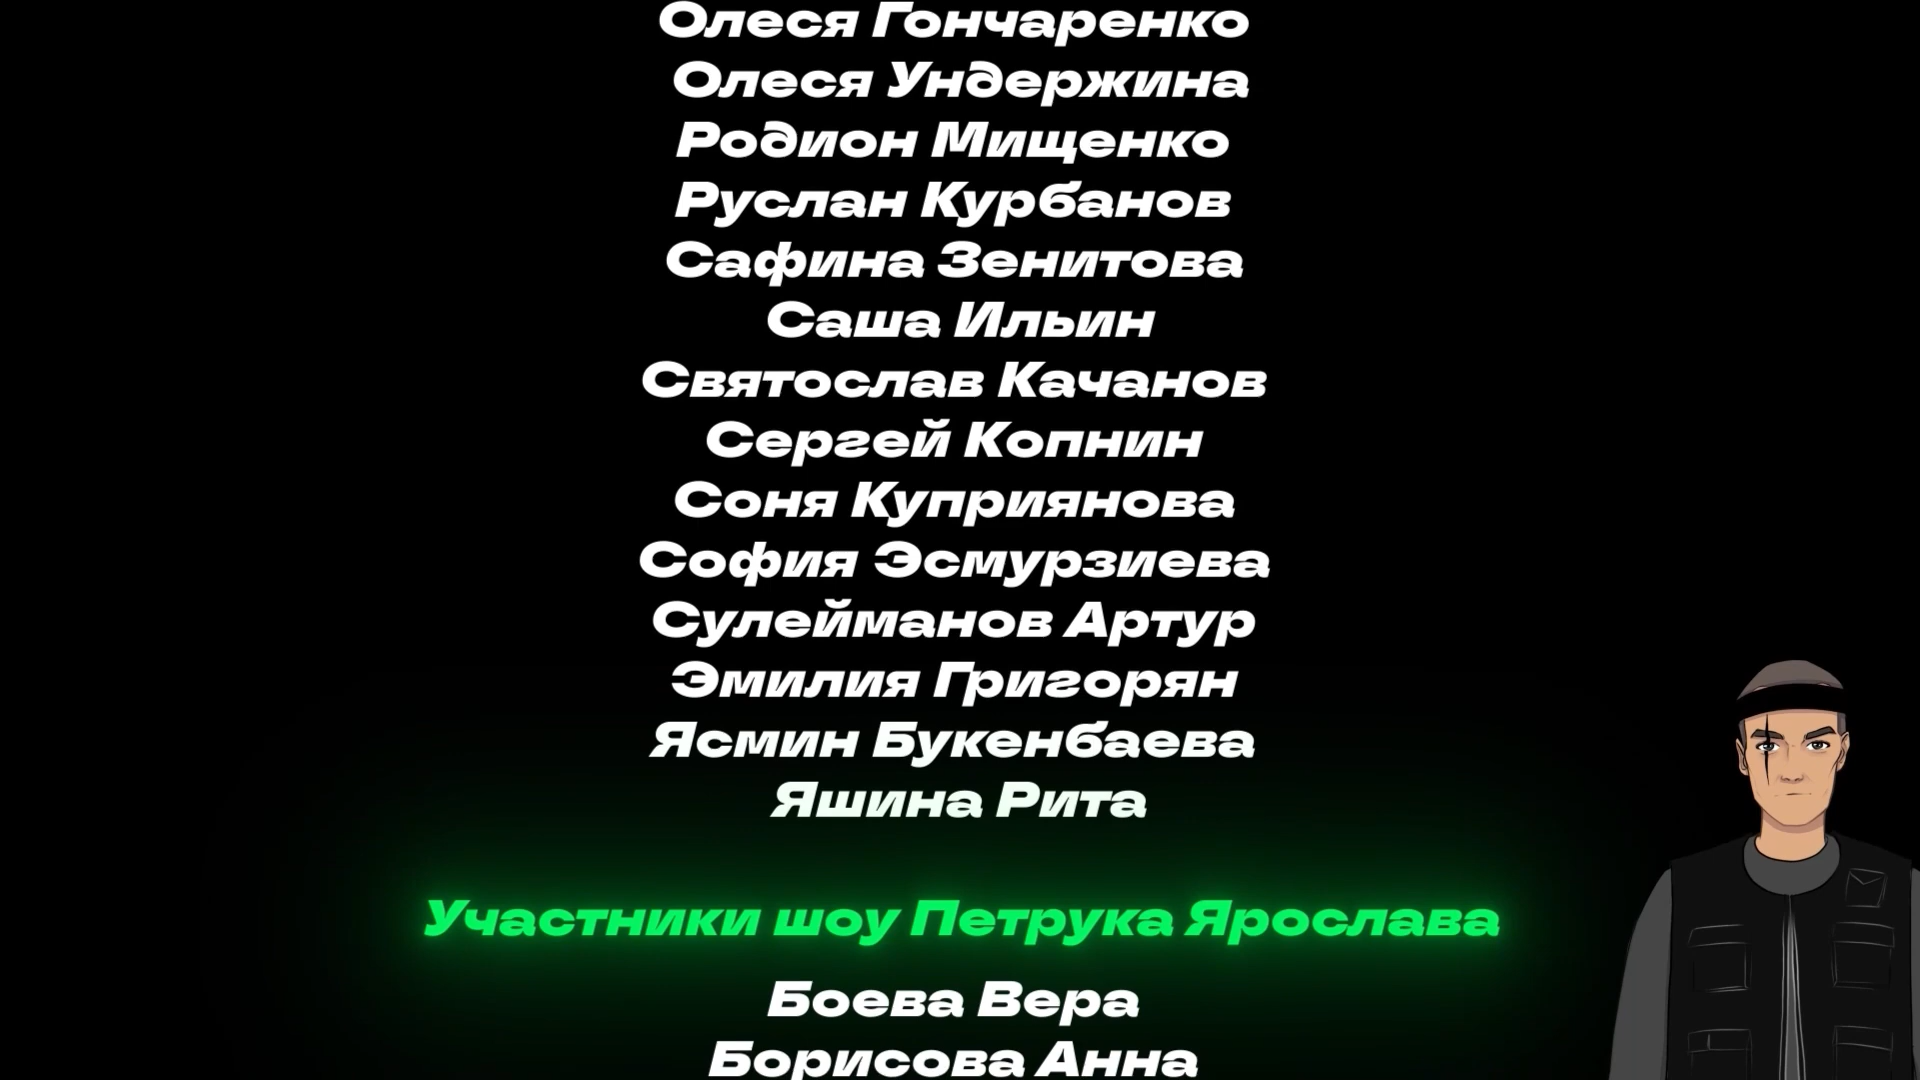 Олеся Гончаренко
Олеся Ундержина
Родион Мищенко
Руслан Курбанов
Сафина Зенитова
Саша Ильин
Святослав Качанов
Сергей Копнин
Соня Куприянова
София Эсмурзиева
Сулейманов Артур
Эмилия Григорян
Ясмин Букенбаева
Яшина Рита
Участники шоу Петрука Ярослава
Боева Вера
Борисова Анна